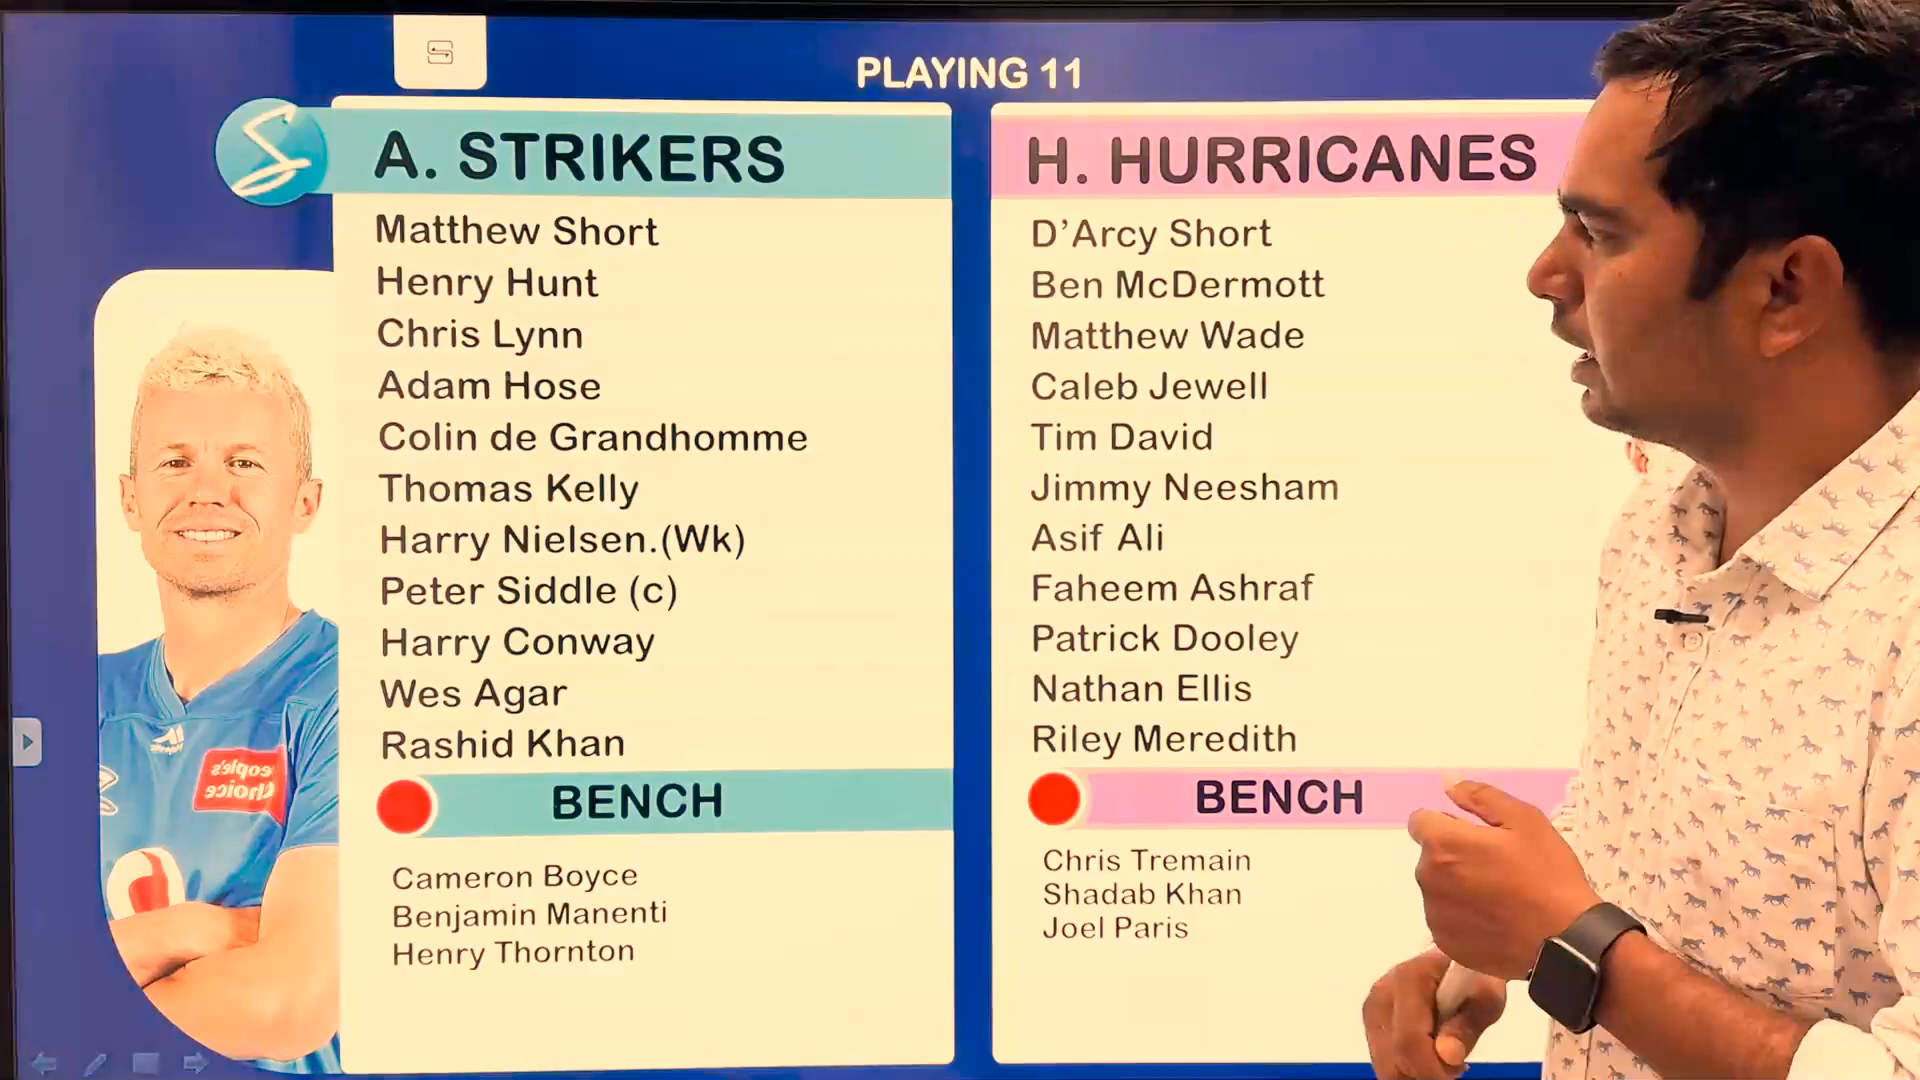 PLAYING 11
A. STRIKERS
Matthew Short
Henry Hunt
Chris Lynn
Adam Hose
Colin de Grandhomme
Thomas Kelly
Harry Nielsen.(Wk)
Peter Siddle (c)
Harry Conway
Wes Agar
Rashid Khan
BENCH
Cameron Boyce
Benjamin Manenti
Henry Thornton
H. HURRICANES
D’Arcy Short
Ben McDermott
Matthew Wade
Caleb Jewell
Tim David
Jimmy Neesham
Asif Ali
Faheem Ashraf
Patrick Dooley
Nathan Ellis
Riley Meredith
BENCH
Chris Tremain
Shadab Khan
Joel Paris
people's
Choice